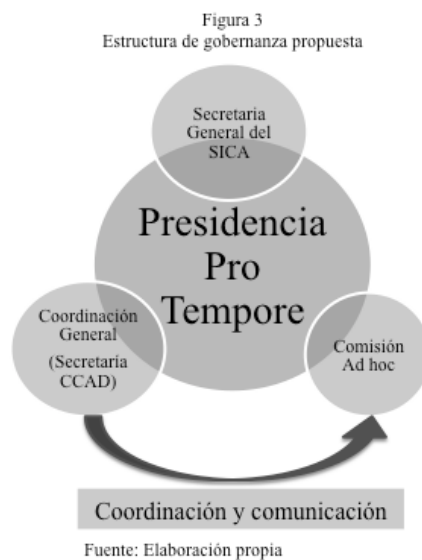 Figura 3
Estructura de gobernanza propuesta
Secretaria
General del
SICA
Presidencia
Pro
Tempore
Coordinación
General
(Secretaría
CCAD)
Comisión
Ad hoc
Coordinación y comunicación
Fuente: Elaboración propia